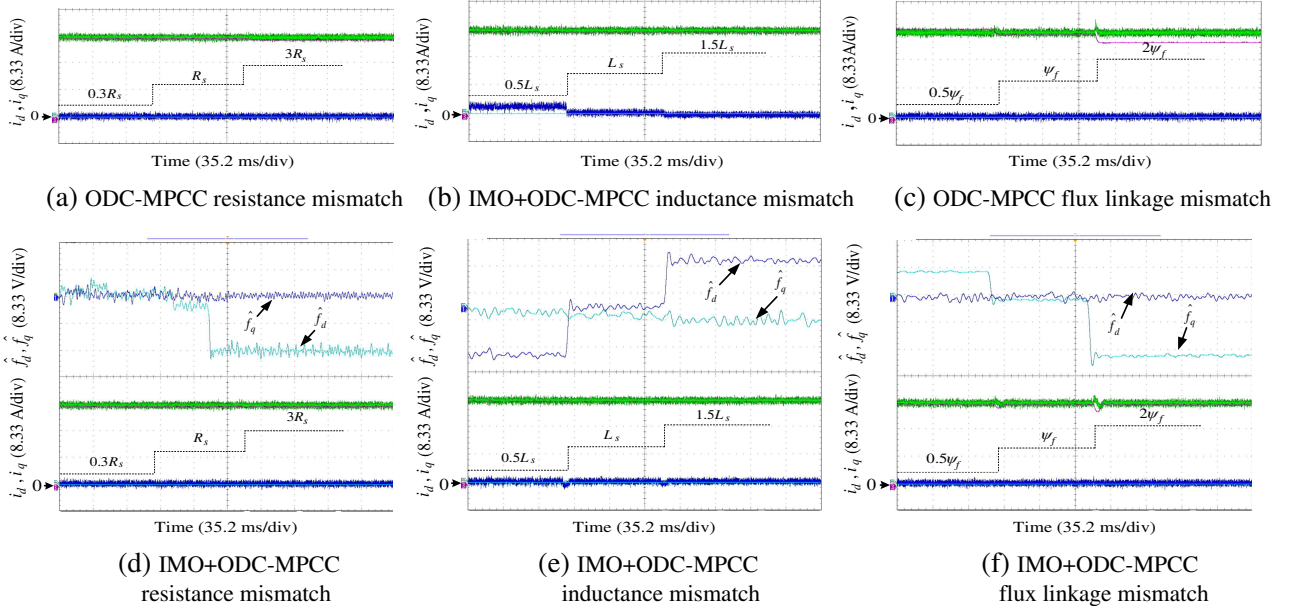 i_d, i_q (8.33 A/div)
0
0.3R_s
R_s
3R_s
Time (35.2 ms/div)
(a) ODC-MPCC resistance mismatch
i_d, i_q (8.33A/div)
0
0.5L_s
L_s
1.5L_s
Time (35.2 ms/div)
(b) IMO+ODC-MPCC inductance mismatch
i_d, i_q (8.33A/div)
0
0.5ψ_f
ψ_f
2ψ_f
Time (35.2 ms/div)
(c) ODC-MPCC flux linkage mismatch
f̂_d, f̂_q (8.33 V/div)
f̂_q
f̂_d
i_d, i_q (8.33 A/div)
0
0.3R_s
R_s
3R_s
Time (35.2 ms/div)
(d) IMO+ODC-MPCC
resistance mismatch
f̂_d, f̂_q (8.33 V/div)
f̂_d
f̂_q
i_d, i_q (8.33 A/div)
0
0.5L_s
L_s
1.5L_s
Time (35.2 ms/div)
(e) IMO+ODC-MPCC
inductance mismatch
f̂_d, f̂_q (8.33 V/div)
f̂_d
f_q
i_d, i_q (8.33 A/div)
0
0.5ψ_f
ψ_f
2ψ_f
Time (35.2 ms/div)
(f) IMO+ODC-MPCC
flux linkage mismatch